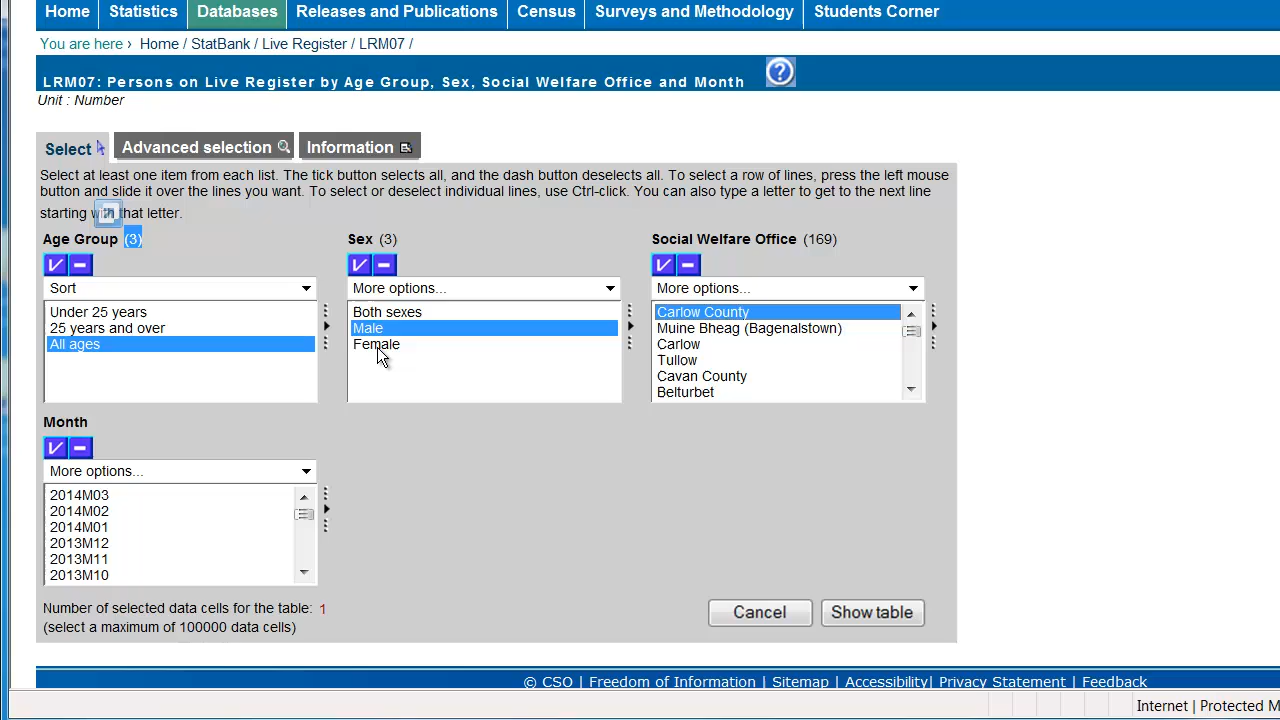 Home Statistics Databases Releases and Publications Census Surveys and Methodology Students Corner
You are here › Home / StatBank / Live Register / LRM07 /
LRM07: Persons on Live Register by Age Group, Sex, Social Welfare Office and Month
Unit : Number
Select Advanced selection Information
Select at least one item from each list. The tick button selects all, and the dash button deselects all. To select a row of lines, press the left mouse
button and slide it over the lines you want. To select or deselect individual lines, use Ctrl-click. You can also type a letter to get to the next line
starting with that letter.
Age Group (3) Sex (3) Social Welfare Office (169)
Sort More options... More options...
Under 25 years Both sexes Carlow County
25 years and over Male Muine Bheag (Bagenalstown)
All ages Female Carlow
Tullow
Cavan County
Belturbet
Month
More options...
2014M03
2014M02
2014M01
2013M12
2013M11
2013M10
Number of selected data cells for the table: 1
(select a maximum of 100000 data cells)
Cancel Show table
© CSO | Freedom of Information | Sitemap | Accessibility| Privacy Statement | Feedback
Internet | Protected M